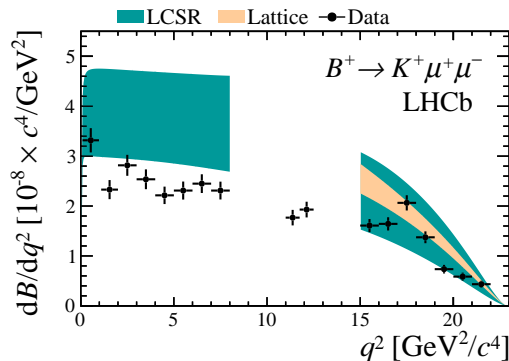 LCSR Lattice Data
dB/dq² [10⁻⁸ × c⁴/GeV²]
5
4
3
2
1
0
B⁺→ K⁺μ⁺μ⁻
LHCb
0 5 10 15 20
q² [GeV²/c⁴]